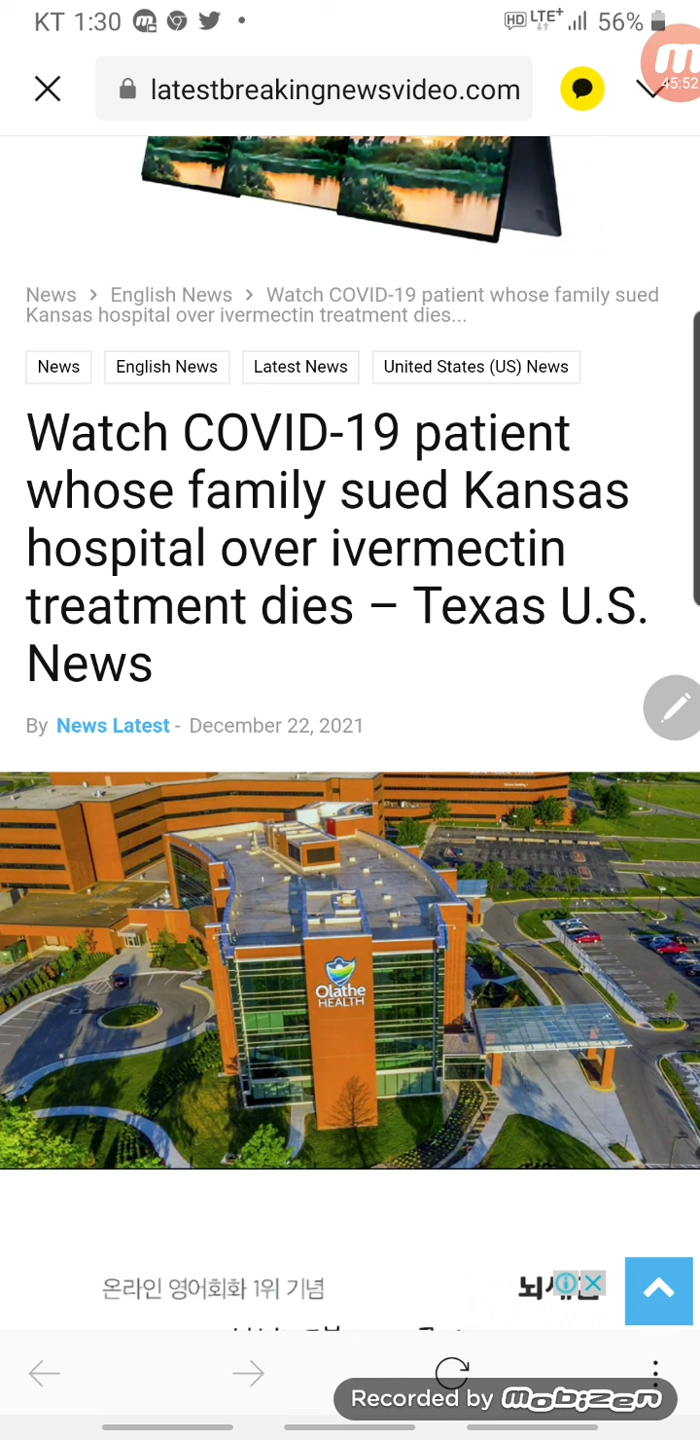 KT 1:30
HD LTE+ 56%
latestbreakingnewsvideo.com
m
45:52
News > English News > Watch COVID-19 patient whose family sued
Kansas hospital over ivermectin treatment dies...
News English News Latest News United States (US) News
Watch COVID-19 patient
whose family sued Kansas
hospital over ivermectin
treatment dies – Texas U.S.
News
By News Latest - December 22, 2021
Olathe
HEALTH
온라인 영어회화 1위 기념
Recorded by mobizen